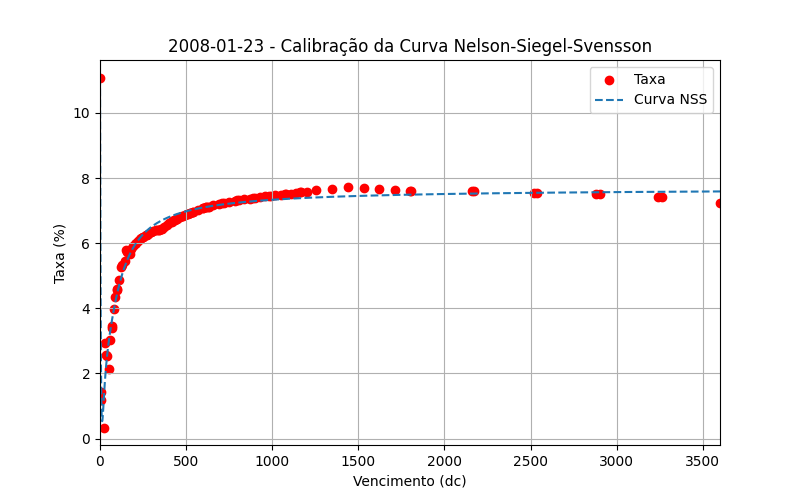 2008-01-23 - Calibração da Curva Nelson-Siegel-Svensson
Taxa
Curva NSS
Taxa (%)
10
8
6
4
2
0
0 500 1000 1500 2000 2500 3000 3500
Vencimento (dc)